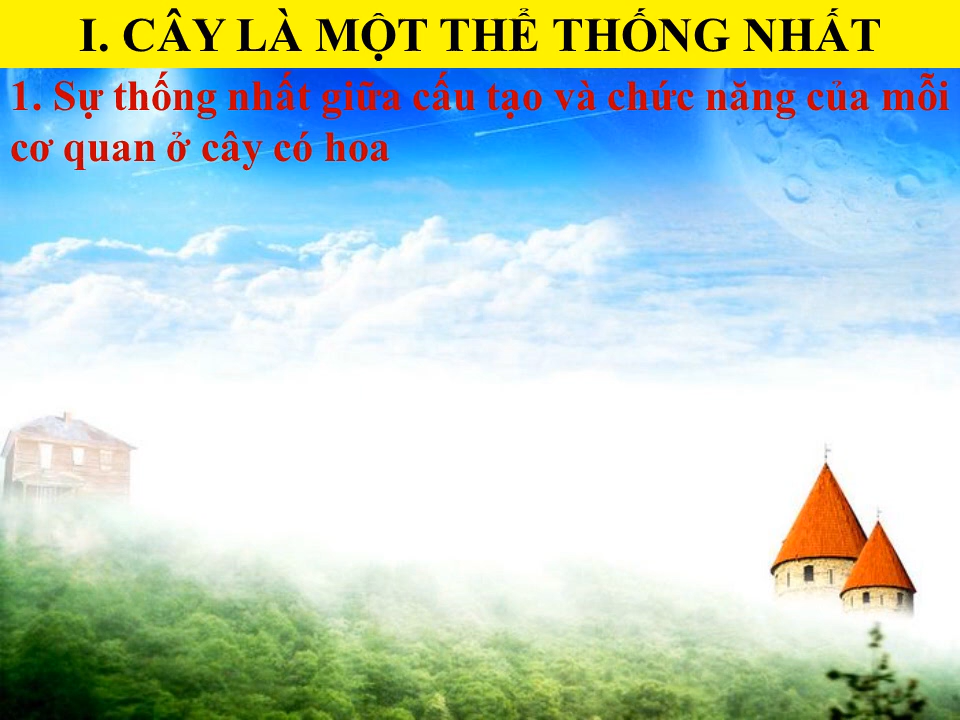 I. CÂY LÀ MỘT THỂ THỐNG NHẤT
1. Sự thống nhất giữa cấu tạo và chức năng của mỗi
cơ quan ở cây có hoa